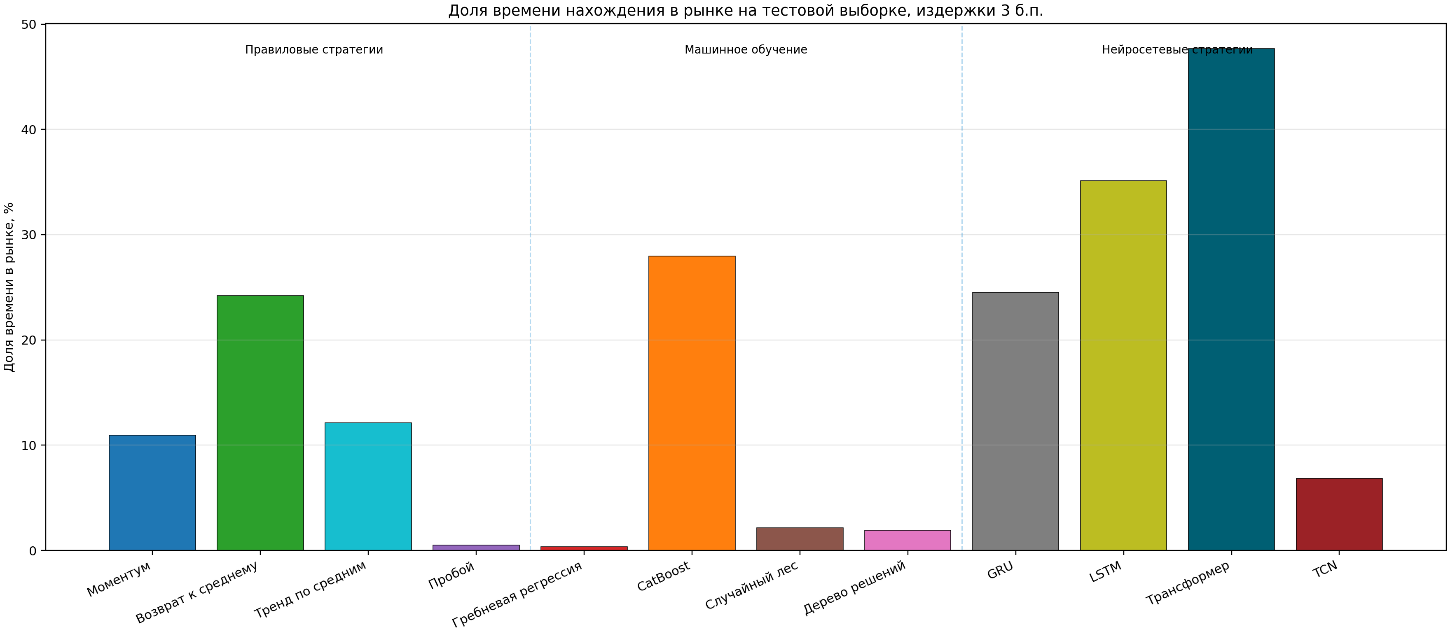 Доля времени нахождения в рынке на тестовой выборке, издержки 3 б.п.
Доля времени в рынке, %
50
40
30
20
10
0
Правиловые стратегии
Машинное обучение
Нейросетевые стратегии
Моментум
Возврат к среднему
Тренд по средним
Пробой
Гребневая регрессия
CatBoost
Случайный лес
Дерево решений
GRU
LSTM
Трансформер
TCN